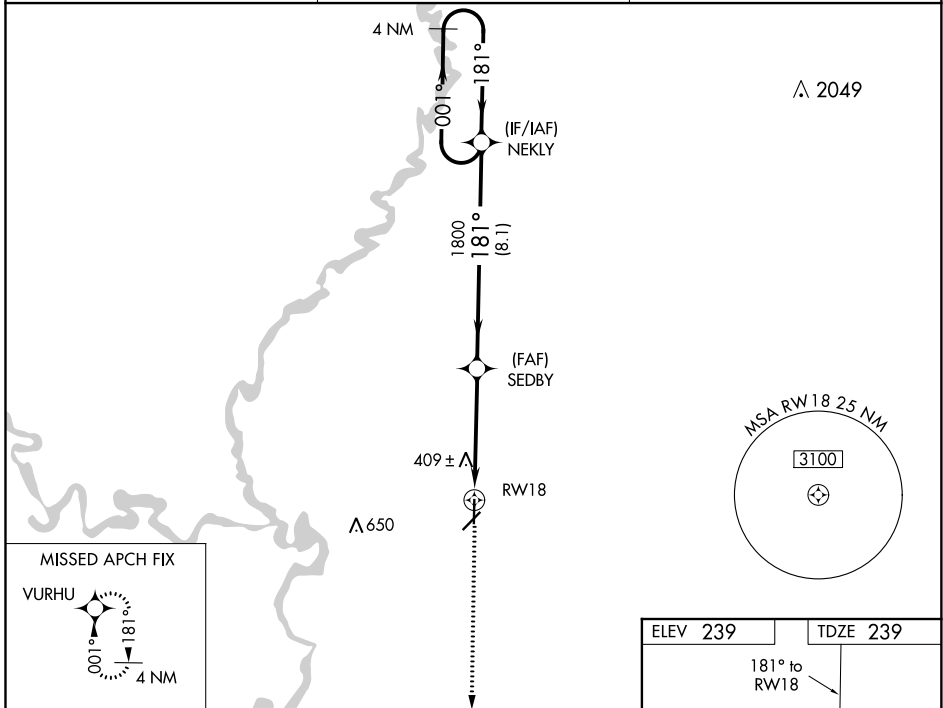 4 NM
181°
001°
2049
(IF/IAF)
NEKLY
1800
181°
(8.1)
(FAF)
SEDBY
MSA RW18 25 NM
3100
409 ±
RW18
650
MISSED APCH FIX
VURHU
001°
181°
4 NM
ELEV 239
TDZE 239
181° to
RW18